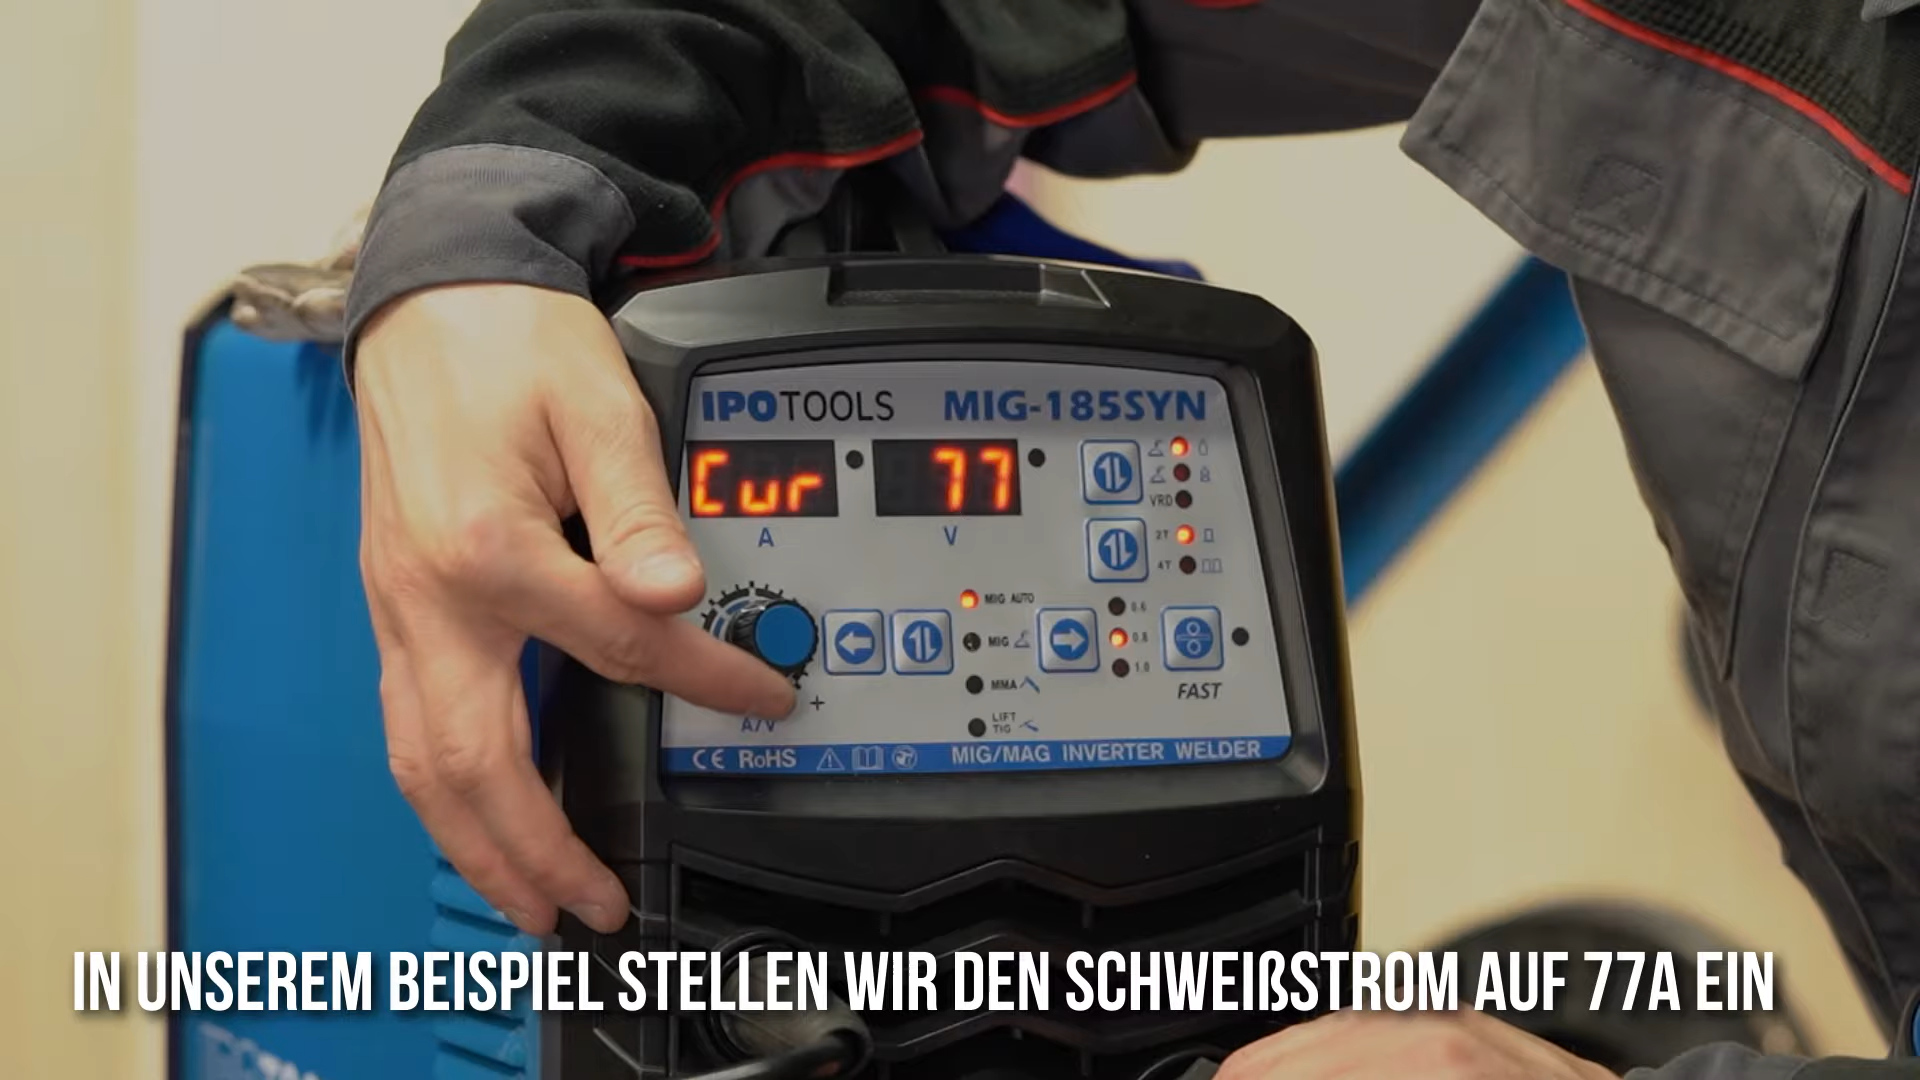 IPOTOOLS MIG-185SYN
Cur 77
A V
VRD
2T
4T
MIG AUTO
0.6
MIG
0.8
MMA
1.0
+
FAST
A/V
LIFT
TIG
CE RoHS MIG/MAG INVERTER WELDER
IN UNSEREM BEISPIEL STELLEN WIR DEN SCHWEIßSTROM AUF 77A EIN